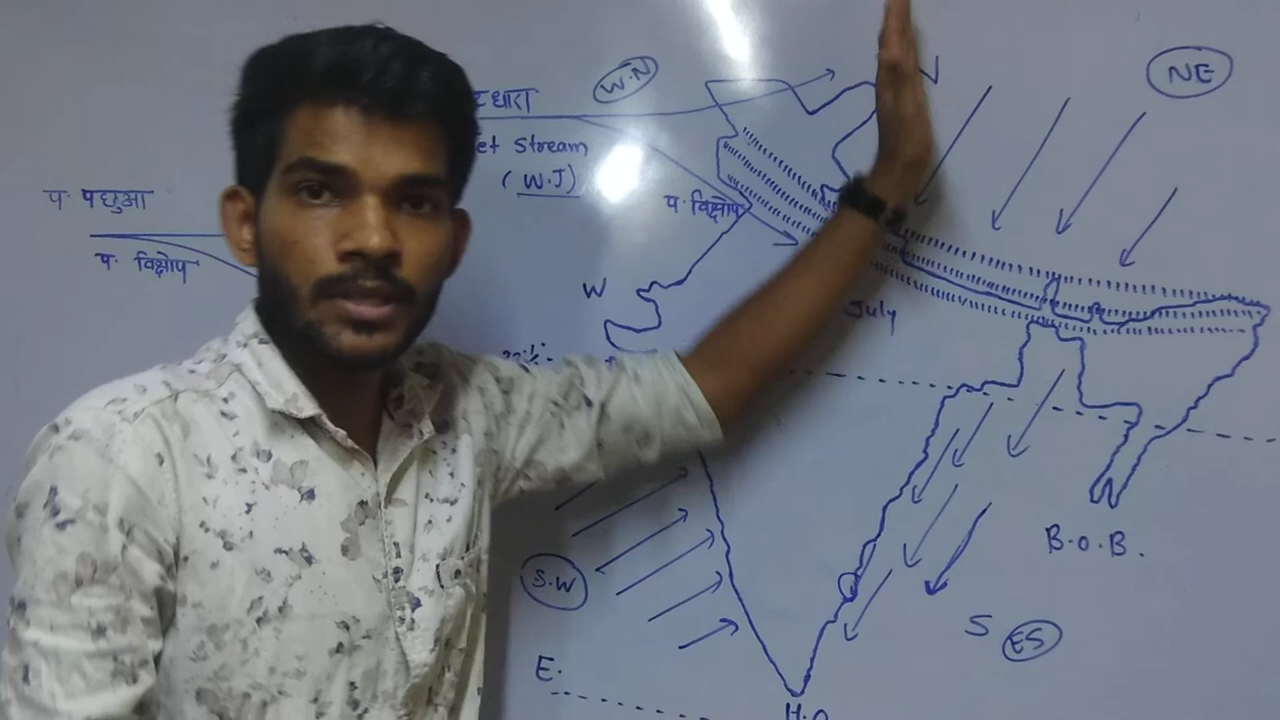 W.N
NE
धारा
et Stream
(W.J)
प. पछुआ
प. विक्षोप
प. विक्षोप
W
July
B.O.B.
S.W
S
ES
E.
H.O